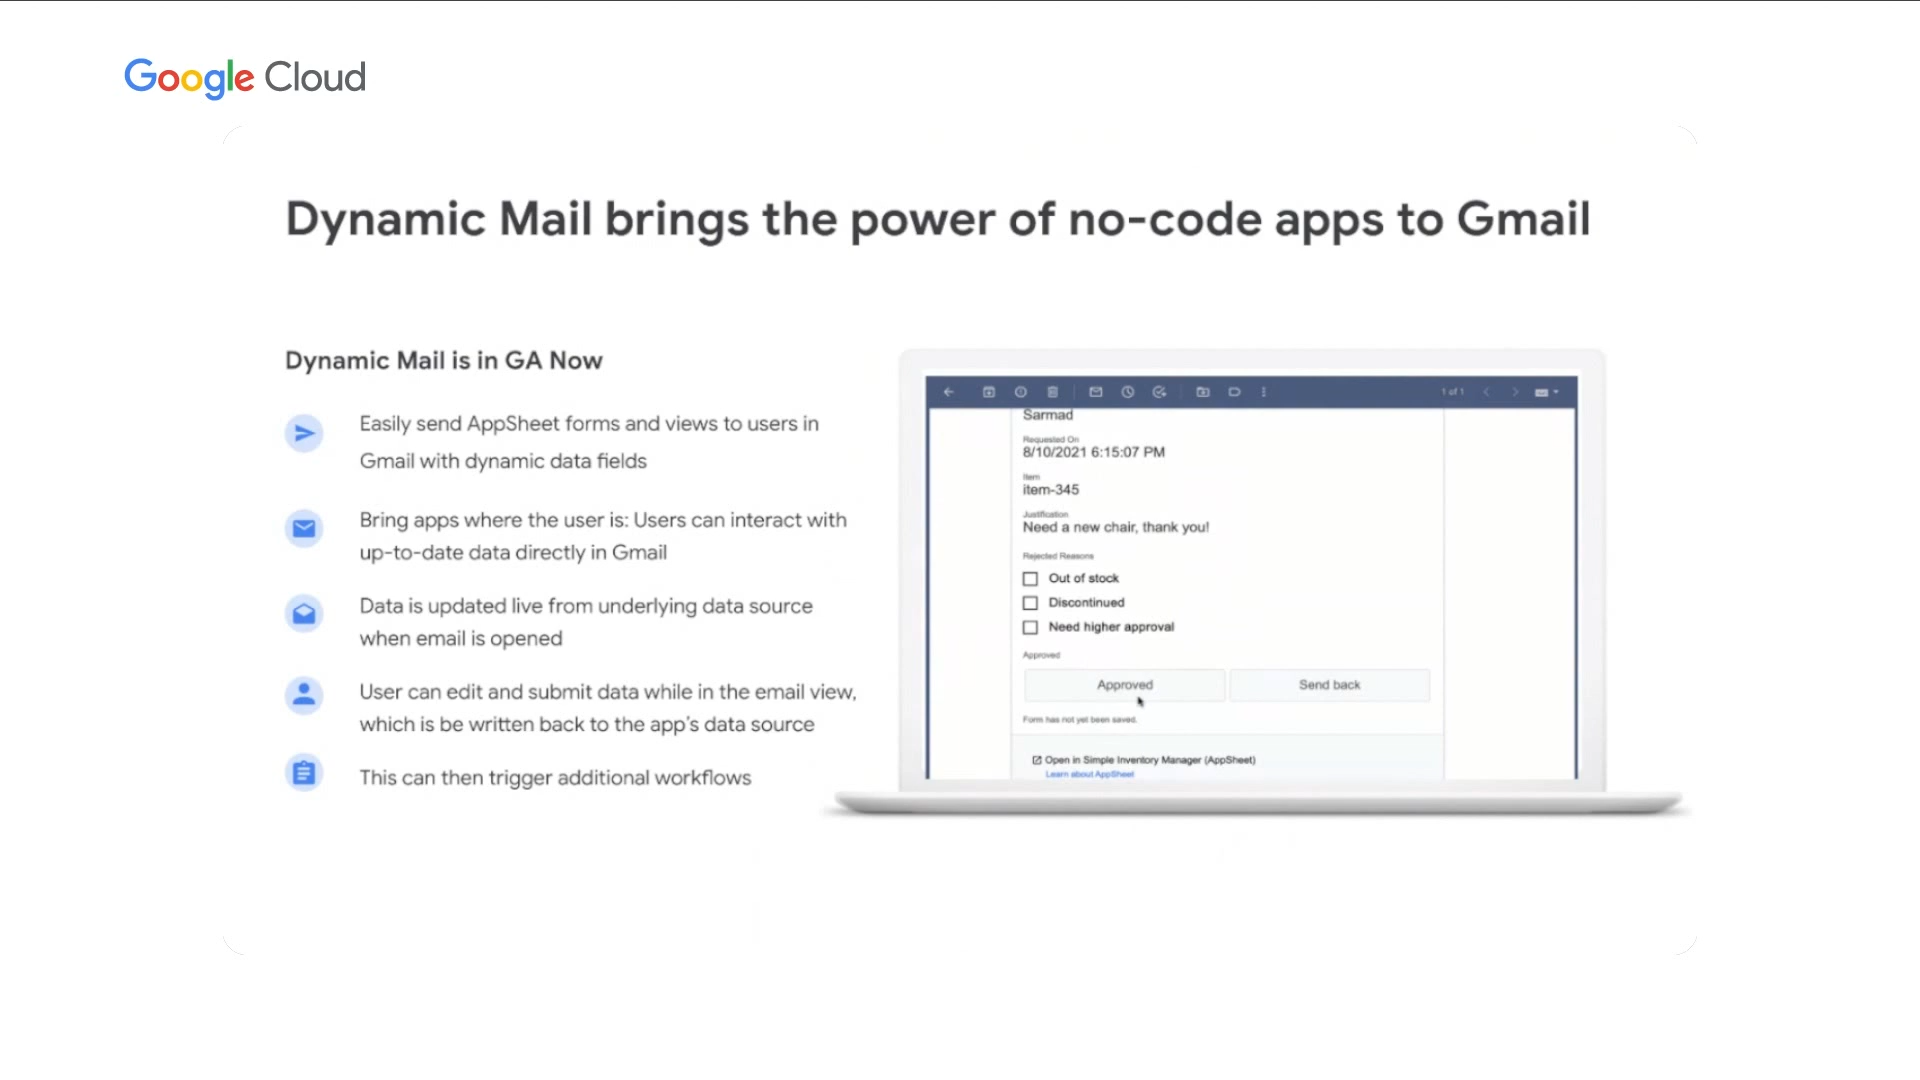 Google Cloud
Dynamic Mail brings the power of no-code apps to Gmail
Dynamic Mail is in GA Now
Easily send AppSheet forms and views to users in
Gmail with dynamic data fields
Bring apps where the user is: Users can interact with
up-to-date data directly in Gmail
Data is updated live from underlying data source
when email is opened
User can edit and submit data while in the email view,
which is be written back to the app's data source
This can then trigger additional workflows
1 of 1
Sarmad
Requested On
8/10/2021 6:15:07 PM
Item
item-345
Justification
Need a new chair, thank you!
Rejected Reasons
Out of stock
Discontinued
Need higher approval
Approved
Approved
Send back
Form has not yet been saved.
Open in Simple Inventory Manager (AppSheet)
Learn about AppSheet